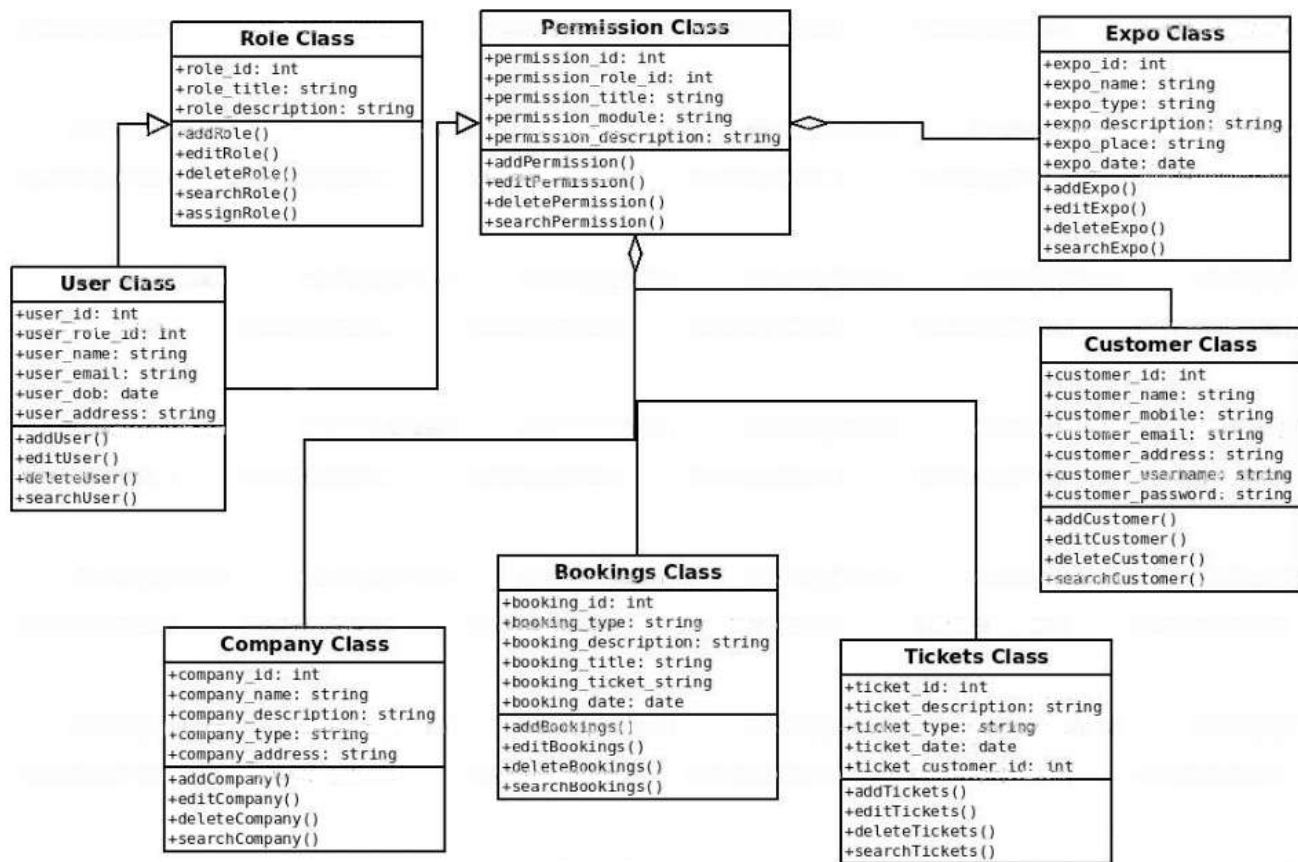 Role Class
+role_id: int
+role_title: string
+role_description: string
+addRole()
+editRole()
+deleteRole()
+searchRole()
+assignRole()
Permission Class
+permission_id: int
+permission_role_id: int
+permission_title: string
+permission_module: string
+permission_description: string
+addPermission()
+editPermission()
+deletePermission()
+searchPermission()
Expo Class
+expo_id: int
+expo_name: string
+expo_type: string
+expo_description: string
+expo_place: string
+expo_date: date
+addExpo()
+editExpo()
+deleteExpo()
+searchExpo()
User Class
+user_id: int
+user_role_id: int
+user_name: string
+user_email: string
+user_dob: date
+user_address: string
+addUser()
+editUser()
+deleteUser()
+searchUser()
Customer Class
+customer_id: int
+customer_name: string
+customer_mobile: string
+customer_email: string
+customer_address: string
+customer_username: string
+customer_password: string
+addCustomer()
+editCustomer()
+deleteCustomer()
+searchCustomer()
Company Class
+company_id: int
+company_name: string
+company_description: string
+company_type: string
+company_address: string
+addCompany()
+editCompany()
+deleteCompany()
+searchCompany()
Bookings Class
+booking_id: int
+booking_type: string
+booking_description: string
+booking_title: string
+booking_ticket_string
+booking_date: date
+addBookings()
+editBookings()
+deleteBookings()
+searchBookings()
Tickets Class
+ticket_id: int
+ticket_description: string
+ticket_type: string
+ticket_date: date
+ticket_customer_id: int
+addTickets()
+editTickets()
+deleteTickets()
+searchTickets()